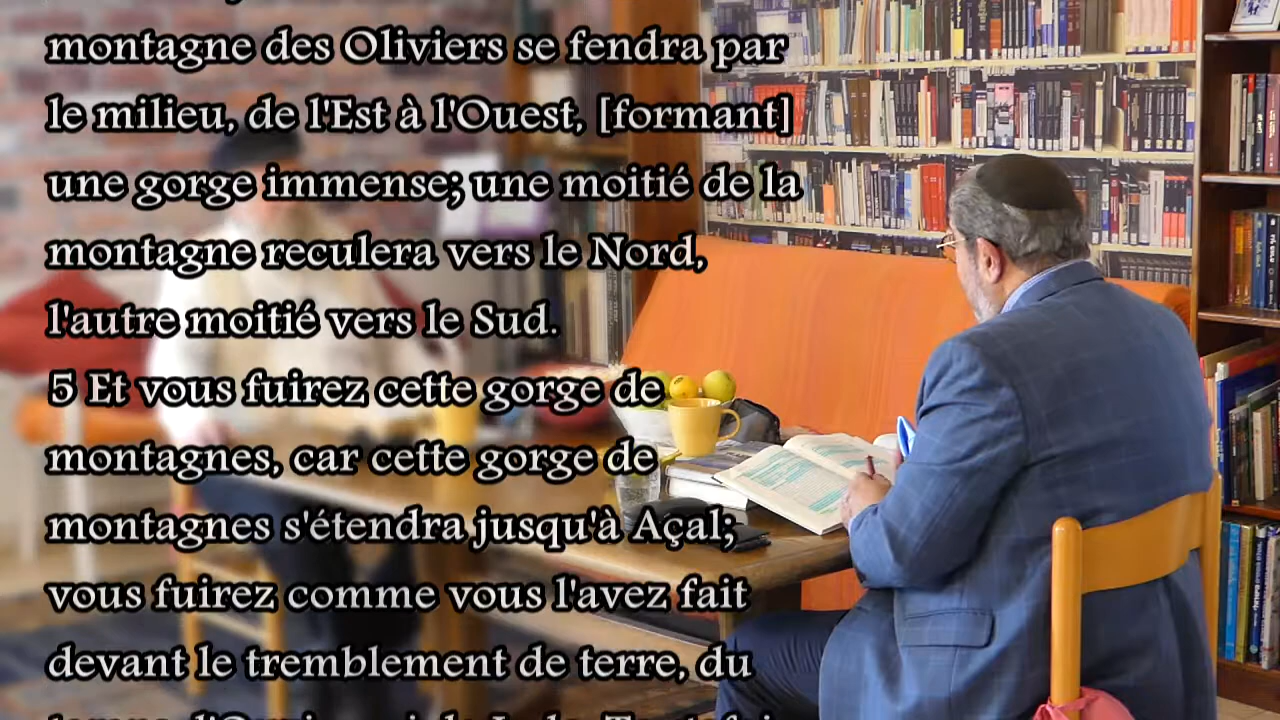 montagne des Oliviers se fendra par
le milieu, de l'Est à l'Ouest, [formant]
une gorge immense; une moitié de la
montagne reculera vers le Nord,
l'autre moitié vers le Sud.
5 Et vous fuirez cette gorge de
montagnes, car cette gorge de
montagnes s'étendra jusqu'à Açal;
vous fuirez comme vous l'avez fait
devant le tremblement de terre, du